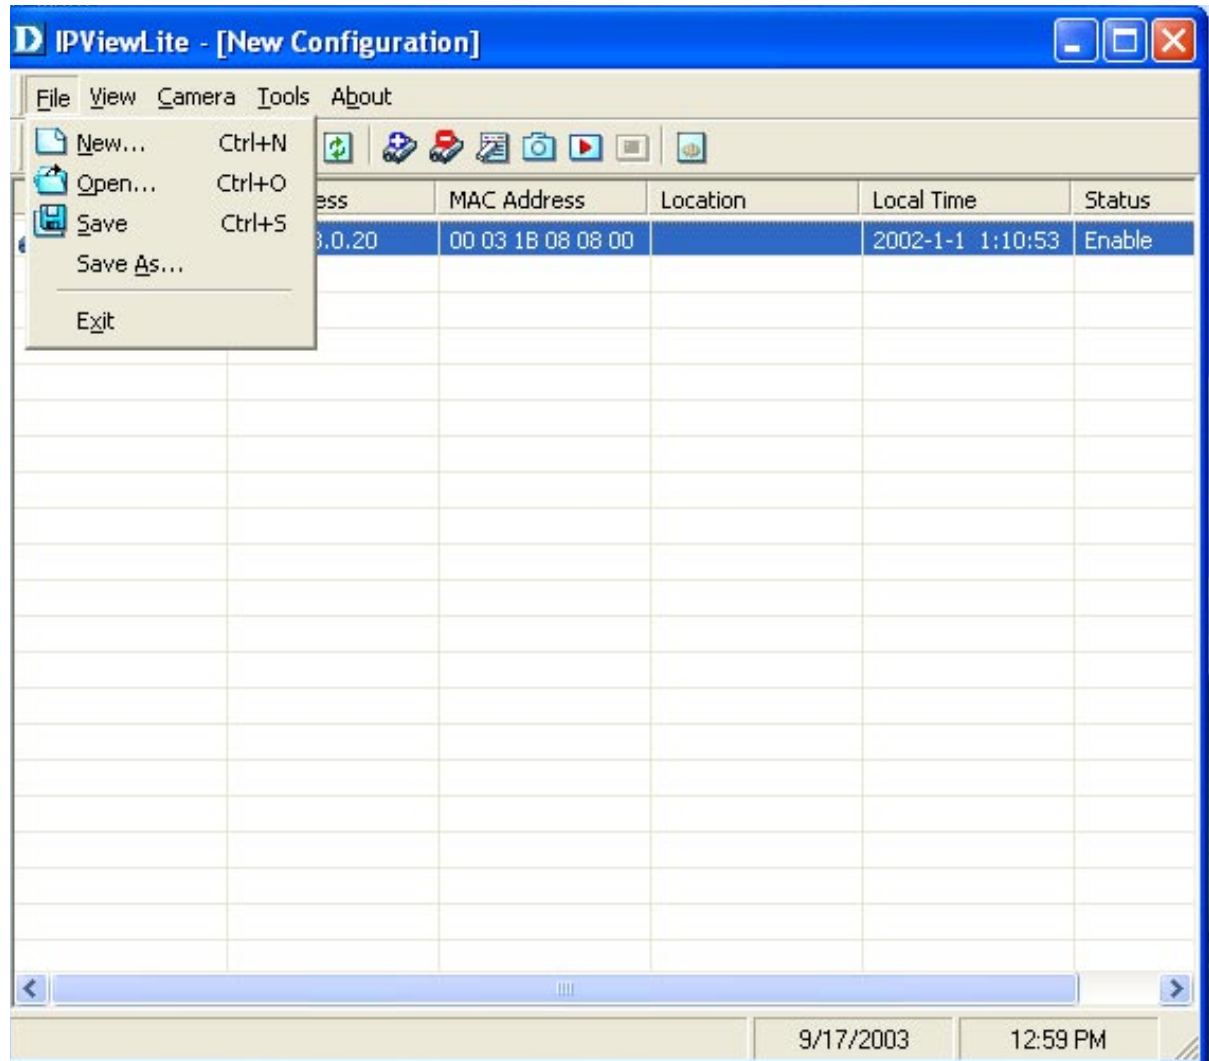 D IPViewLite - [New Configuration]
File View Camera Tools About
New... Ctrl+N
Open... Ctrl+O
Save Ctrl+S
Save As...
Exit
ess MAC Address Location Local Time Status
3.0.20 00 03 1B 08 08 00 2002-1-1 1:10:53 Enable
9/17/2003 12:59 PM